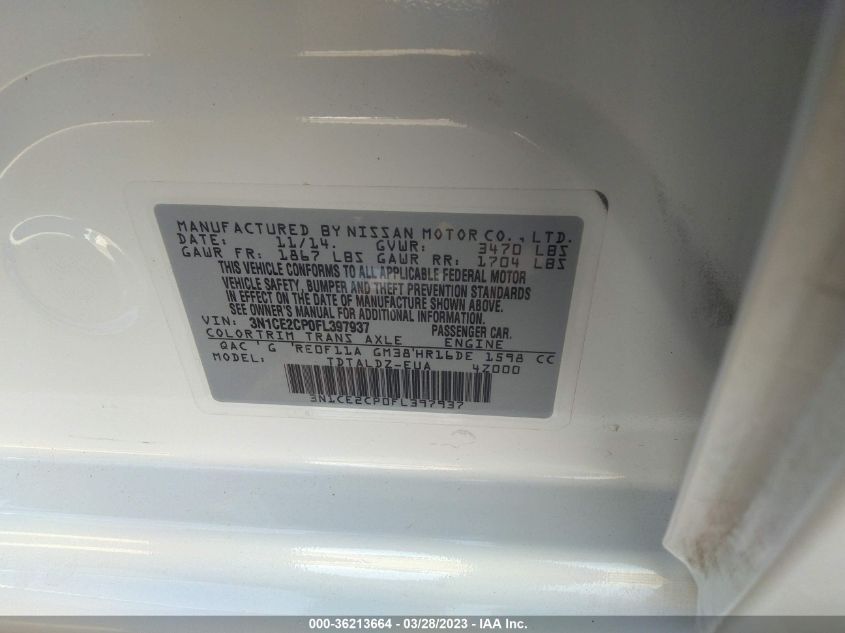 MANUFACTURED BY NISSAN MOTOR CO., LTD.
DATE: 11/14. GVWR: 3470 LBS
GAWR FR: 1867 LBS GAWR RR: 1704 LBS
THIS VEHICLE CONFORMS TO ALL APPLICABLE FEDERAL MOTOR
VEHICLE SAFETY, BUMPER AND THEFT PREVENTION STANDARDS
IN EFFECT ON THE DATE OF MANUFACTURE SHOWN ABOVE.
SEE OWNER'S MANUAL FOR ADDITIONAL INFORMATION.
VIN: 3N1CE2CP0FL397937 PASSENGER CAR.
COLOR TRIM TRANS AXLE ENGINE
QAC G RE0F11A GM38 HR16DE 1598 CC
MODEL: TDTALDZ-EUA 4Z000
3N1CE2CP0FL397937
000-36213664 / 03/28/2023 - IAA Inc.